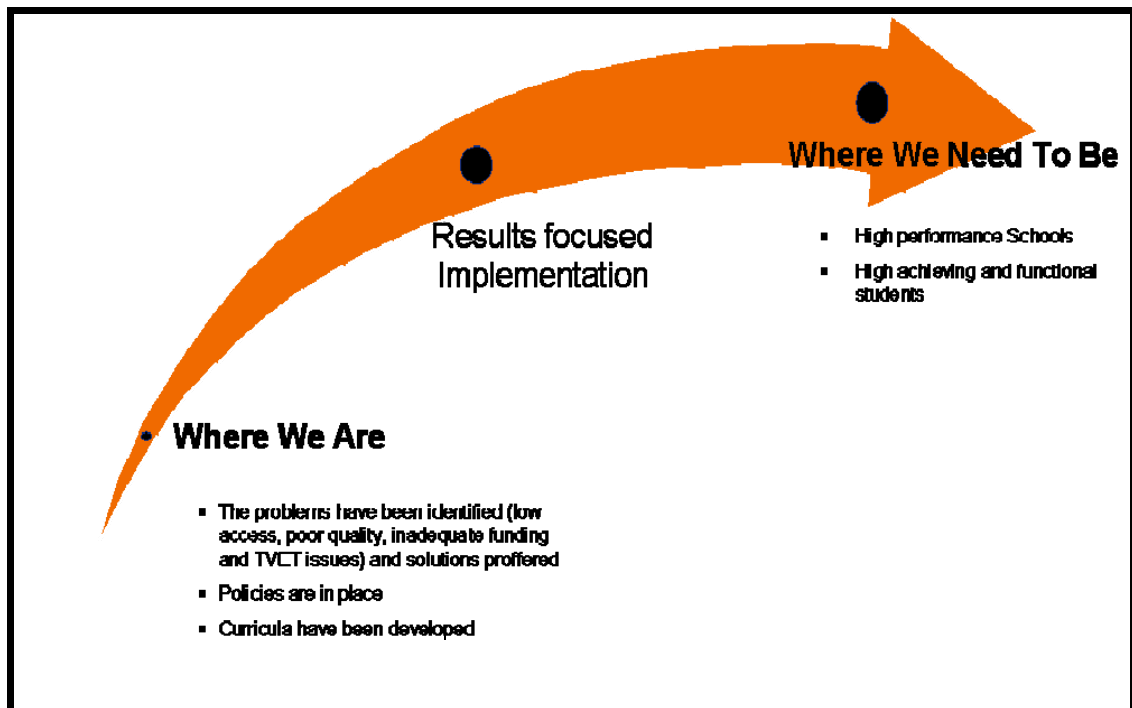 Where We Need To Be
▪ High performance Schools
▪ High achieving and functional
students
Results focused
Implementation
Where We Are
▪ The problems have been identified (low
access, poor quality, inadequate funding
and TVET issues) and solutions proffered
▪ Policies are in place
▪ Curricula have been developed